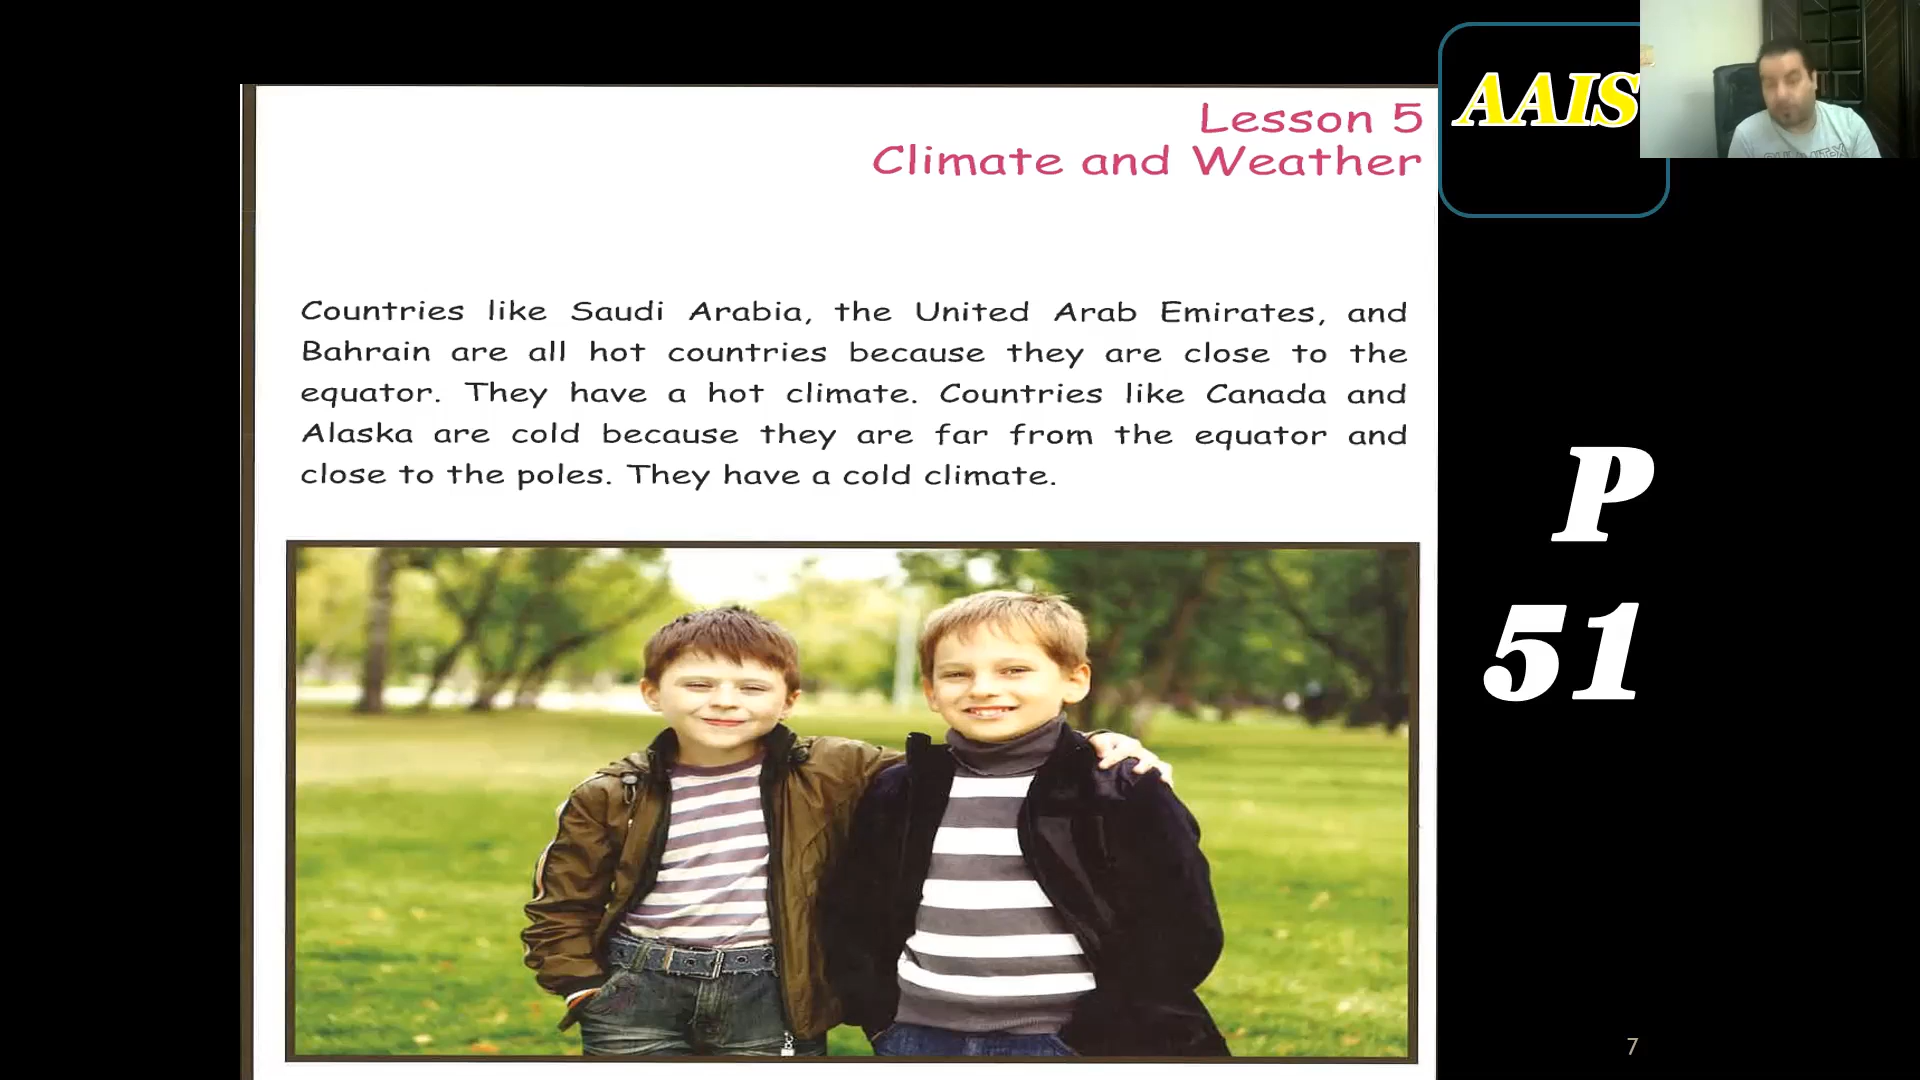 Lesson 5
Climate and Weather
AAIS
Countries like Saudi Arabia, the United Arab Emirates, and
Bahrain are all hot countries because they are close to the
equator. They have a hot climate. Countries like Canada and
Alaska are cold because they are far from the equator and
close to the poles. They have a cold climate.
P
51
7